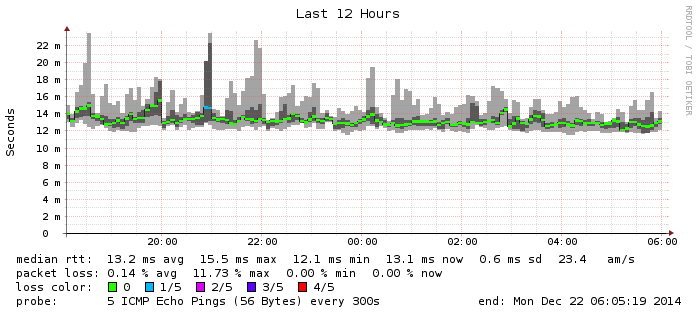 Last 12 Hours
RRDTOOL / TOBI OETIKER
Seconds
22 m
20 m
18 m
16 m
14 m
12 m
10 m
8 m
6 m
4 m
2 m
0
20:00 22:00 00:00 02:00 04:00 06:00
median rtt: 13.2 ms avg 15.5 ms max 12.1 ms min 13.1 ms now 0.6 ms sd 23.4 am/s
packet loss: 0.14 % avg 11.73 % max 0.00 % min 0.00 % now
loss color: 0 1/5 2/5 3/5 4/5
probe: 5 ICMP Echo Pings (56 Bytes) every 300s end: Mon Dec 22 06:05:19 2014